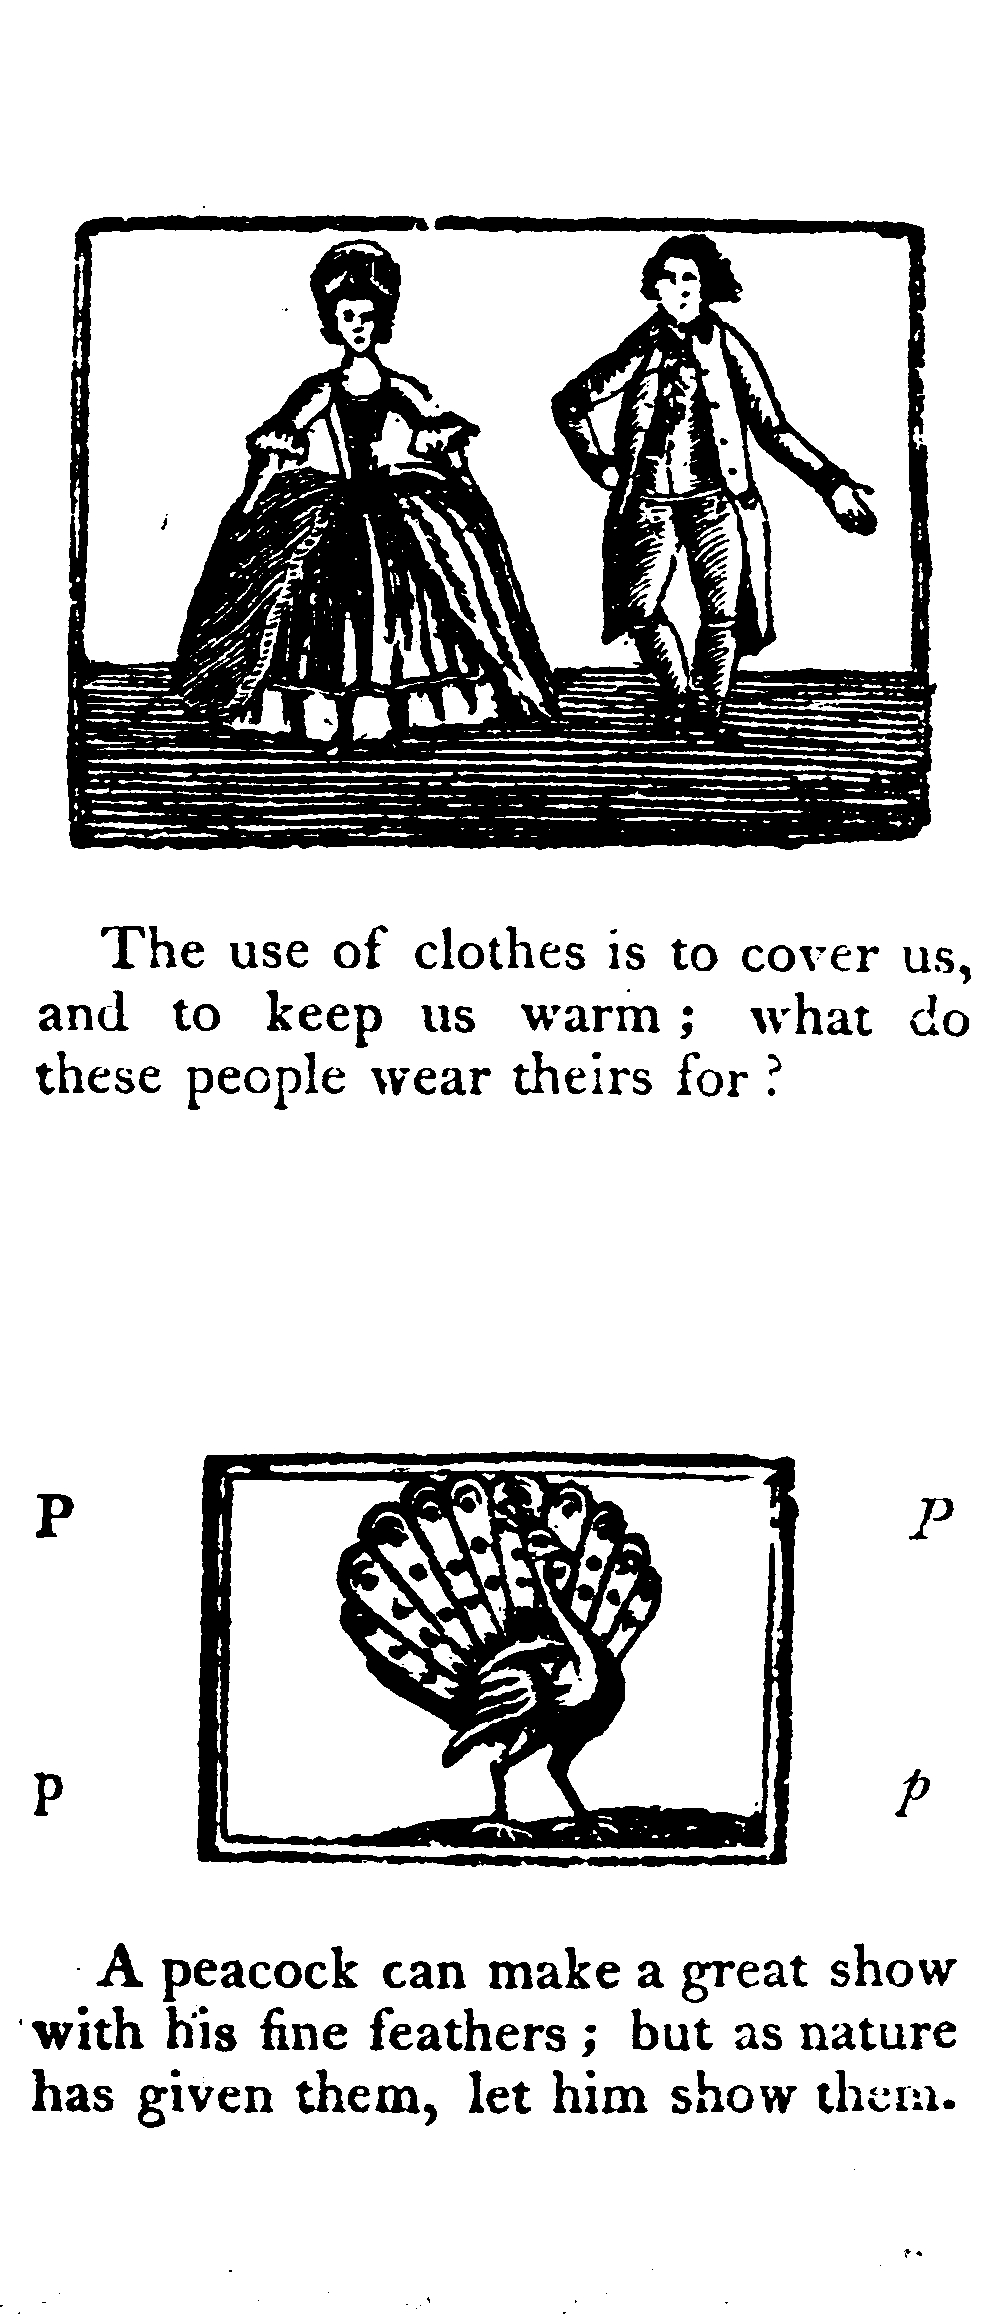 The use of clothes is to cover us,
and to keep us warm ; what do
these people wear theirs for ?
P P
p p
A peacock can make a great show
with his fine feathers ; but as nature
has given them, let him show them.